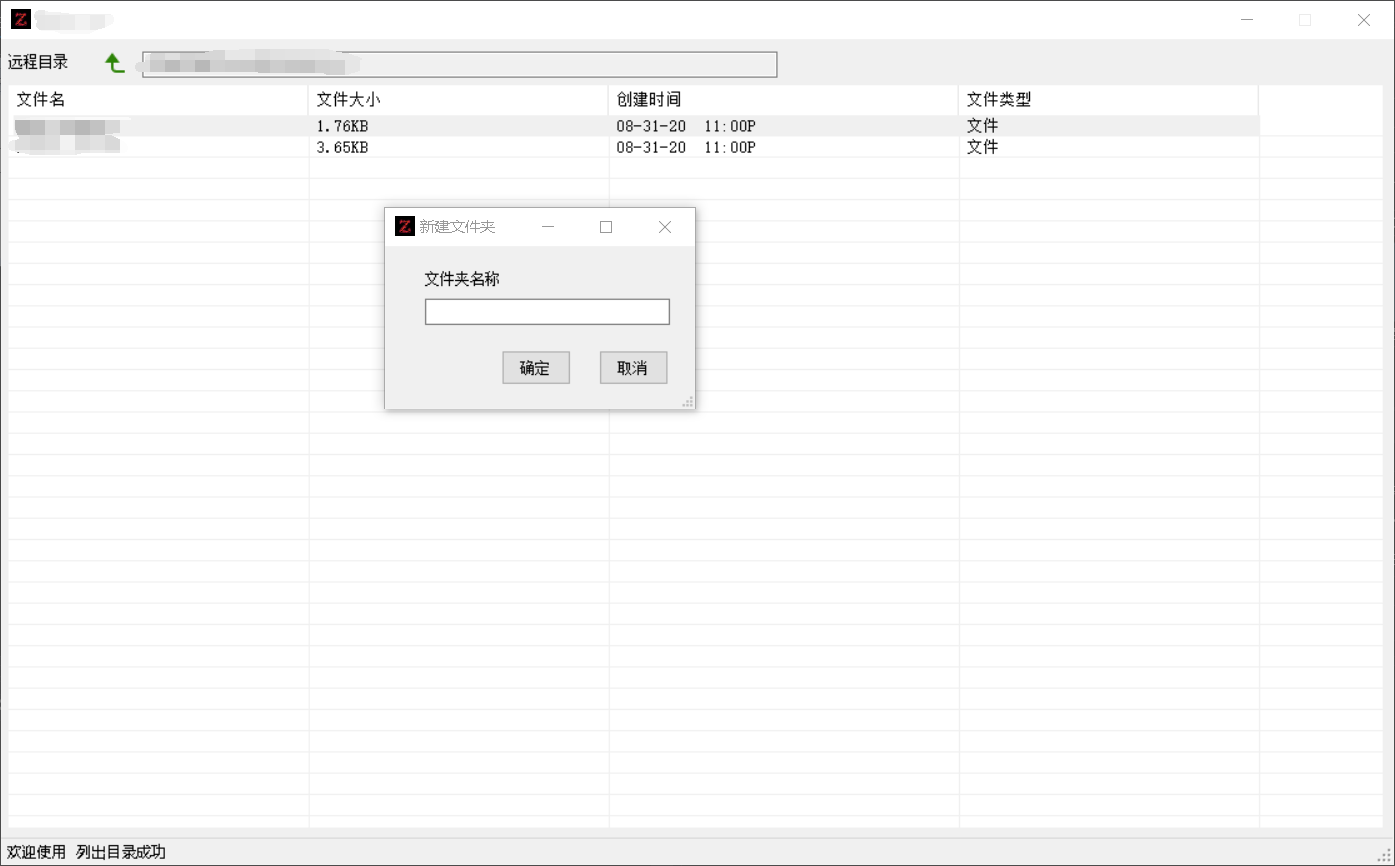 Z
远程目录
文件名 文件大小 创建时间 文件类型
1.76KB 08-31-20 11:00P 文件
3.65KB 08-31-20 11:00P 文件
Z 新建文件夹
文件夹名称
确定 取消
欢迎使用 列出目录成功